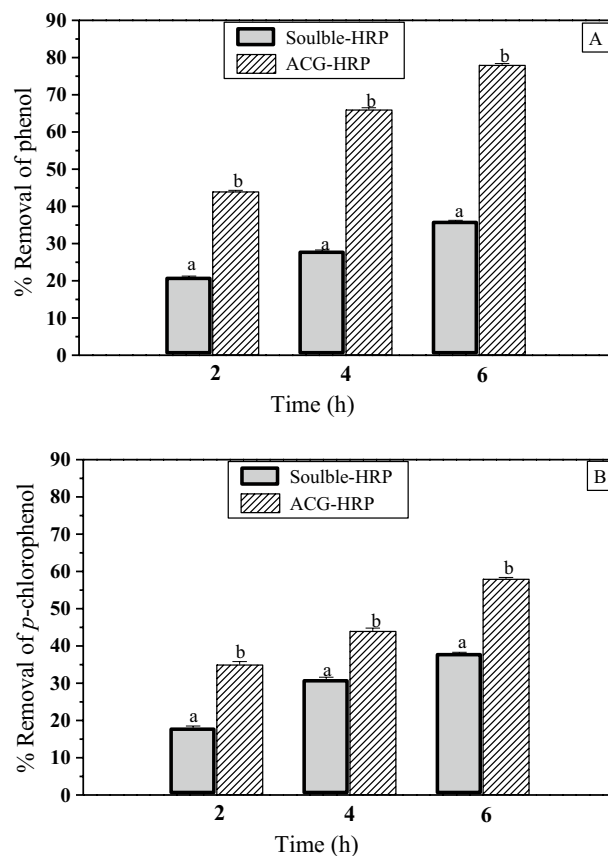 90
80
70
60
50
40
30
20
10
0
% Removal of phenol
Soulble-HRP
ACG-HRP
A
a
b
a
b
a
b
2
4
6
Time (h)
90
80
70
60
50
40
30
20
10
0
% Removal of p-chlorophenol
Soulble-HRP
ACG-HRP
B
a
b
a
b
a
b
2
4
6
Time (h)